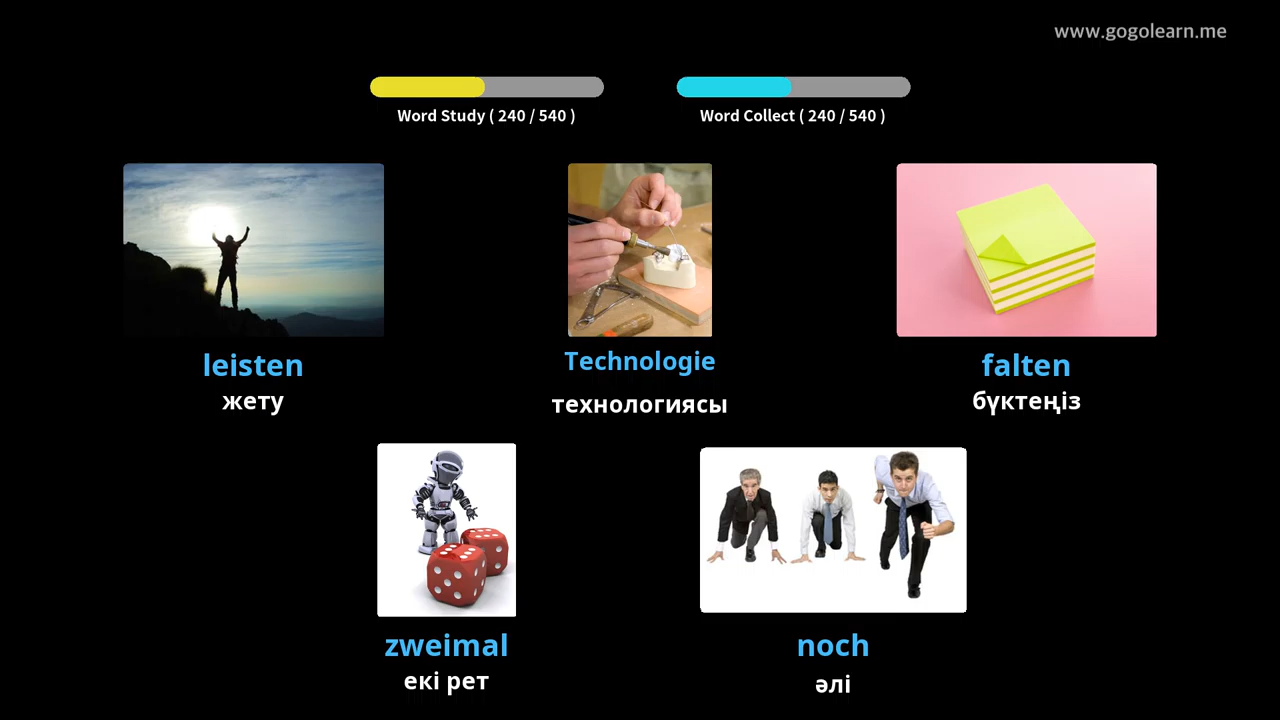 www.gogolearn.me
Word Study ( 240 / 540 )
Word Collect ( 240 / 540 )
leisten
жету
Technologie
технологиясы
falten
бүктеңіз
zweimal
екі рет
noch
әлі